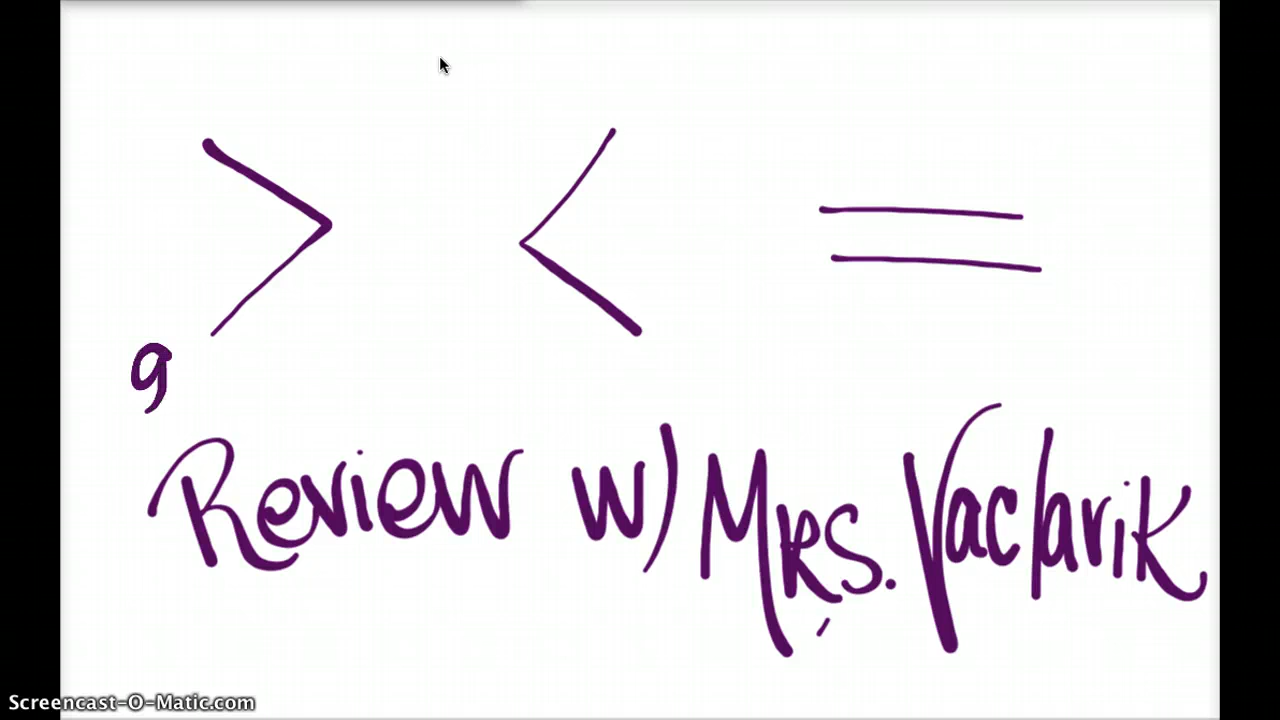 > < =
9
Review w/ Mrs. Vaclarik
Screencast-O-Matic.com